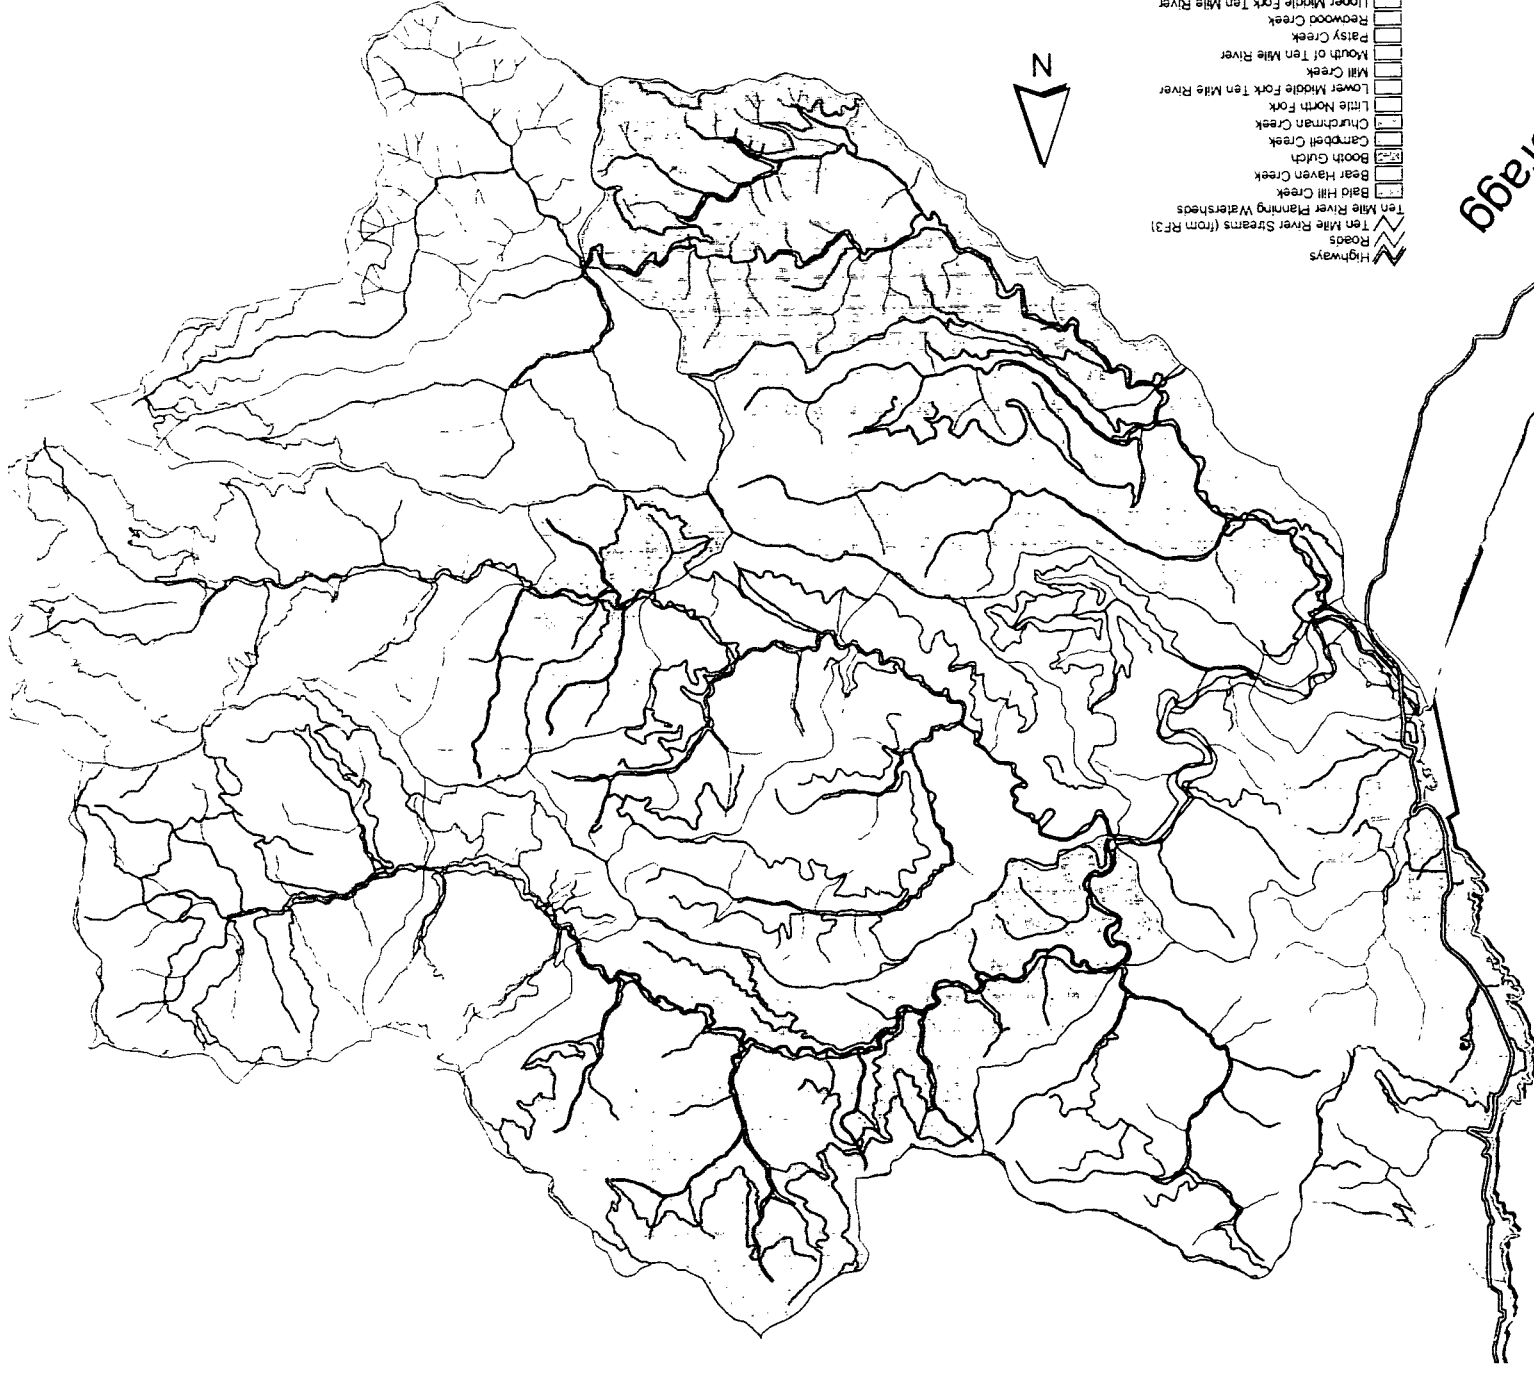 Highways
Roads
Ten Mile River Streams (from RF3)
Ten Mile River Planning Watersheds
Bald Hill Creek
Bear Haven Creek
Booth Gulch
Campbell Creek
Churchman Creek
Little North Fork
Lower Middle Fork Ten Mile River
Mill Creek
Mouth of Ten Mile River
Patsy Creek
Redwood Creek
Upper Middle Fork Ten Mile River
N
ragg